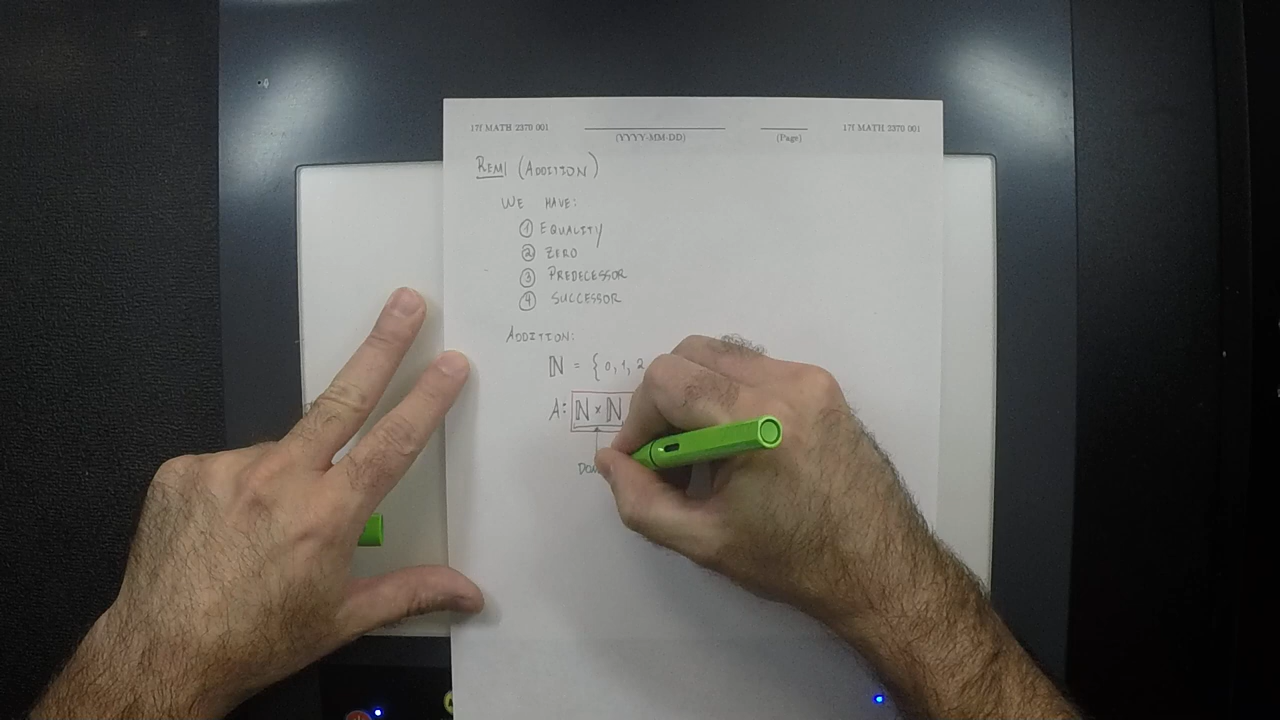 17f MATH 2370 001 (YYYY-MM-DD) (Page) 17f MATH 2370 001
REM (ADDITION)
WE HAVE:
① EQUALITY
② ZERO
③ PREDECESSOR
④ SUCCESSOR
ADDITION:
ℕ = { 0, 1, 2
A: ℕ × ℕ